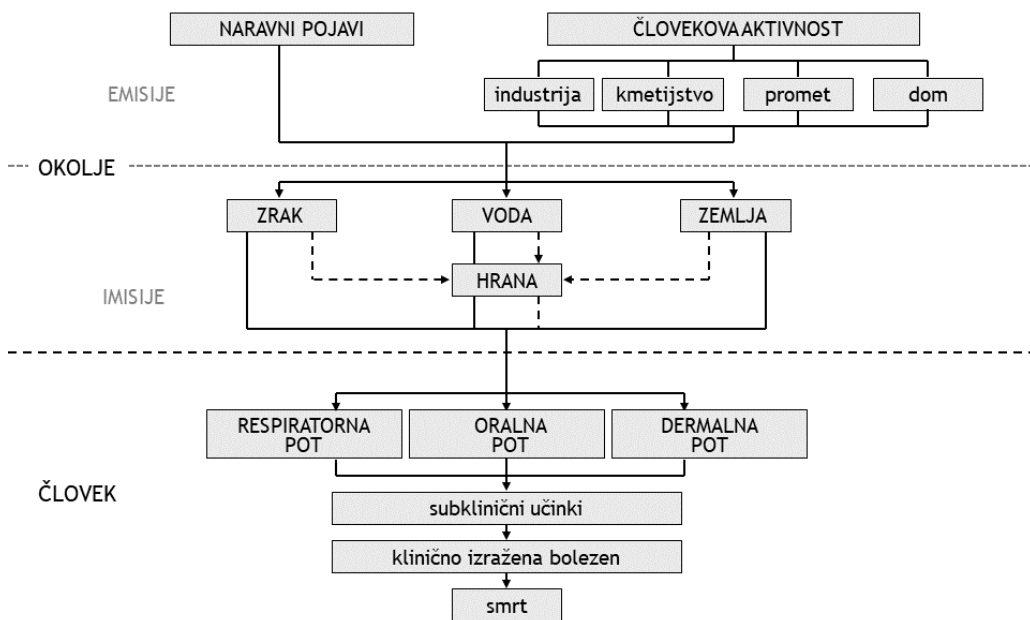 NARAVNI POJAVI
ČLOVEKOVA AKTIVNOST
EMISIJE
industrija
kmetijstvo
promet
dom
OKOLJE
ZRAK
VODA
ZEMLJA
HRANA
IMISIJE
RESPIRATORNA
POT
ORALNA
POT
DERMALNA
POT
ČLOVEK
subklinični učinki
klinično izražena bolezen
smrt